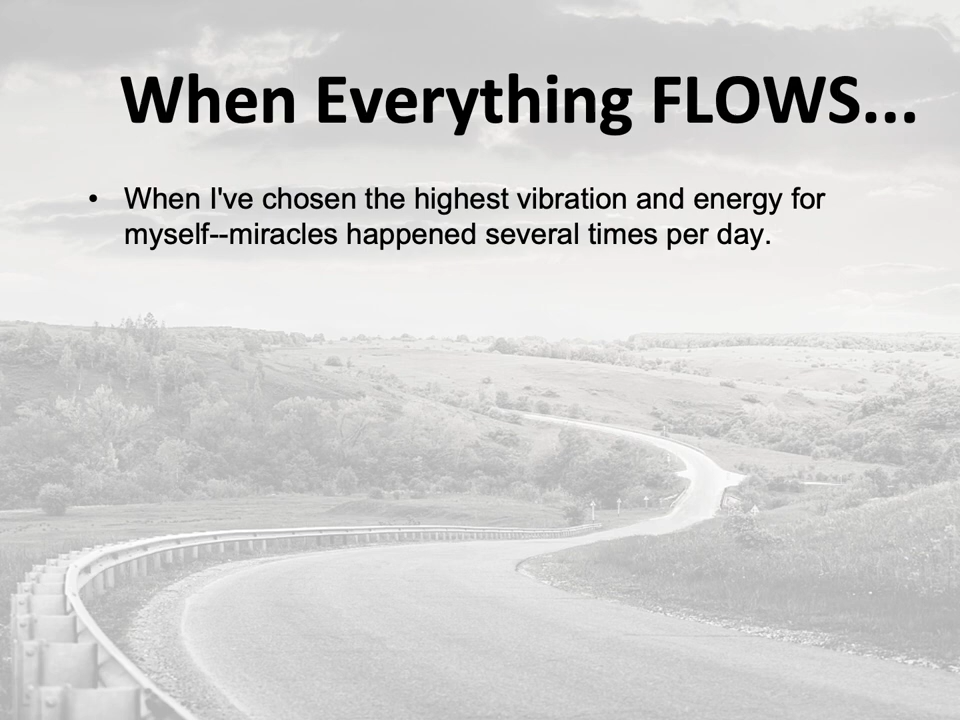 When Everything FLOWS...
• When I've chosen the highest vibration and energy for
myself--miracles happened several times per day.